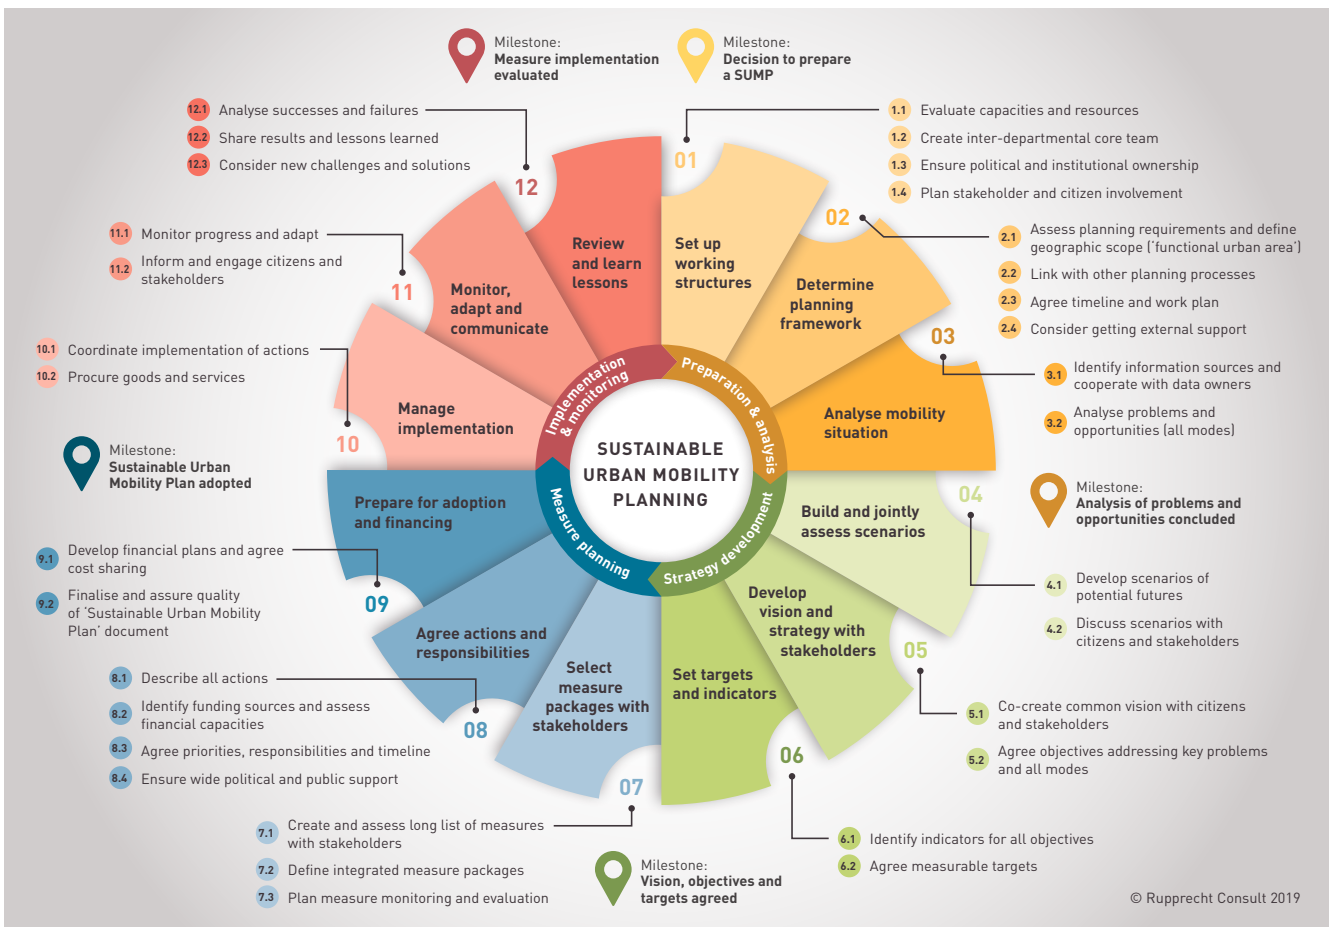 Milestone:
Measure implementation
evaluated
Milestone:
Decision to prepare
a SUMP
12.1 Analyse successes and failures
12.2 Share results and lessons learned
12.3 Consider new challenges and solutions
1.1 Evaluate capacities and resources
1.2 Create inter-departmental core team
1.3 Ensure political and institutional ownership
1.4 Plan stakeholder and citizen involvement
11.1 Monitor progress and adapt
11.2 Inform and engage citizens and
stakeholders
2.1 Assess planning requirements and define
geographic scope (‘functional urban area’)
2.2 Link with other planning processes
2.3 Agree timeline and work plan
2.4 Consider getting external support
10.1 Coordinate implementation of actions
10.2 Procure goods and services
3.1 Identify information sources and
cooperate with data owners
3.2 Analyse problems and
opportunities (all modes)
Milestone:
Sustainable Urban
Mobility Plan adopted
Milestone:
Analysis of problems and
opportunities concluded
01
Set up
working
structures
02
Determine
planning
framework
03
Analyse mobility
situation
04
Build and jointly
assess scenarios
05
Develop
vision and
strategy with
stakeholders
06
Set targets
and indicators
07
Select
measure
packages with
stakeholders
08
Agree actions and
responsibilities
09
Prepare for adoption
and financing
10
Manage
implementation
11
Monitor,
adapt and
communicate
12
Review
and learn
lessons
Preparation & analysis
Strategy development
Measure planning
Implementation
& monitoring
SUSTAINABLE
URBAN MOBILITY
PLANNING
9.1 Develop financial plans and agree
cost sharing
9.2 Finalise and assure quality
of ‘Sustainable Urban Mobility
Plan’ document
4.1 Develop scenarios of
potential futures
4.2 Discuss scenarios with
citizens and stakeholders
8.1 Describe all actions
8.2 Identify funding sources and assess
financial capacities
8.3 Agree priorities, responsibilities and timeline
8.4 Ensure wide political and public support
5.1 Co-create common vision with citizens
and stakeholders
5.2 Agree objectives addressing key problems
and all modes
7.1 Create and assess long list of measures
with stakeholders
7.2 Define integrated measure packages
7.3 Plan measure monitoring and evaluation
Milestone:
Vision, objectives and
targets agreed
6.1 Identify indicators for all objectives
6.2 Agree measurable targets
© Rupprecht Consult 2019